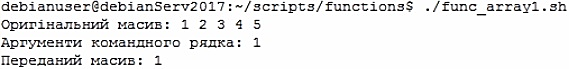 debianuser@debianServ2017:~/scripts/functions$ ./func_array1.sh
Оригінальний масив: 1 2 3 4 5
Аргументи командного рядка: 1
Переданий масив: 1